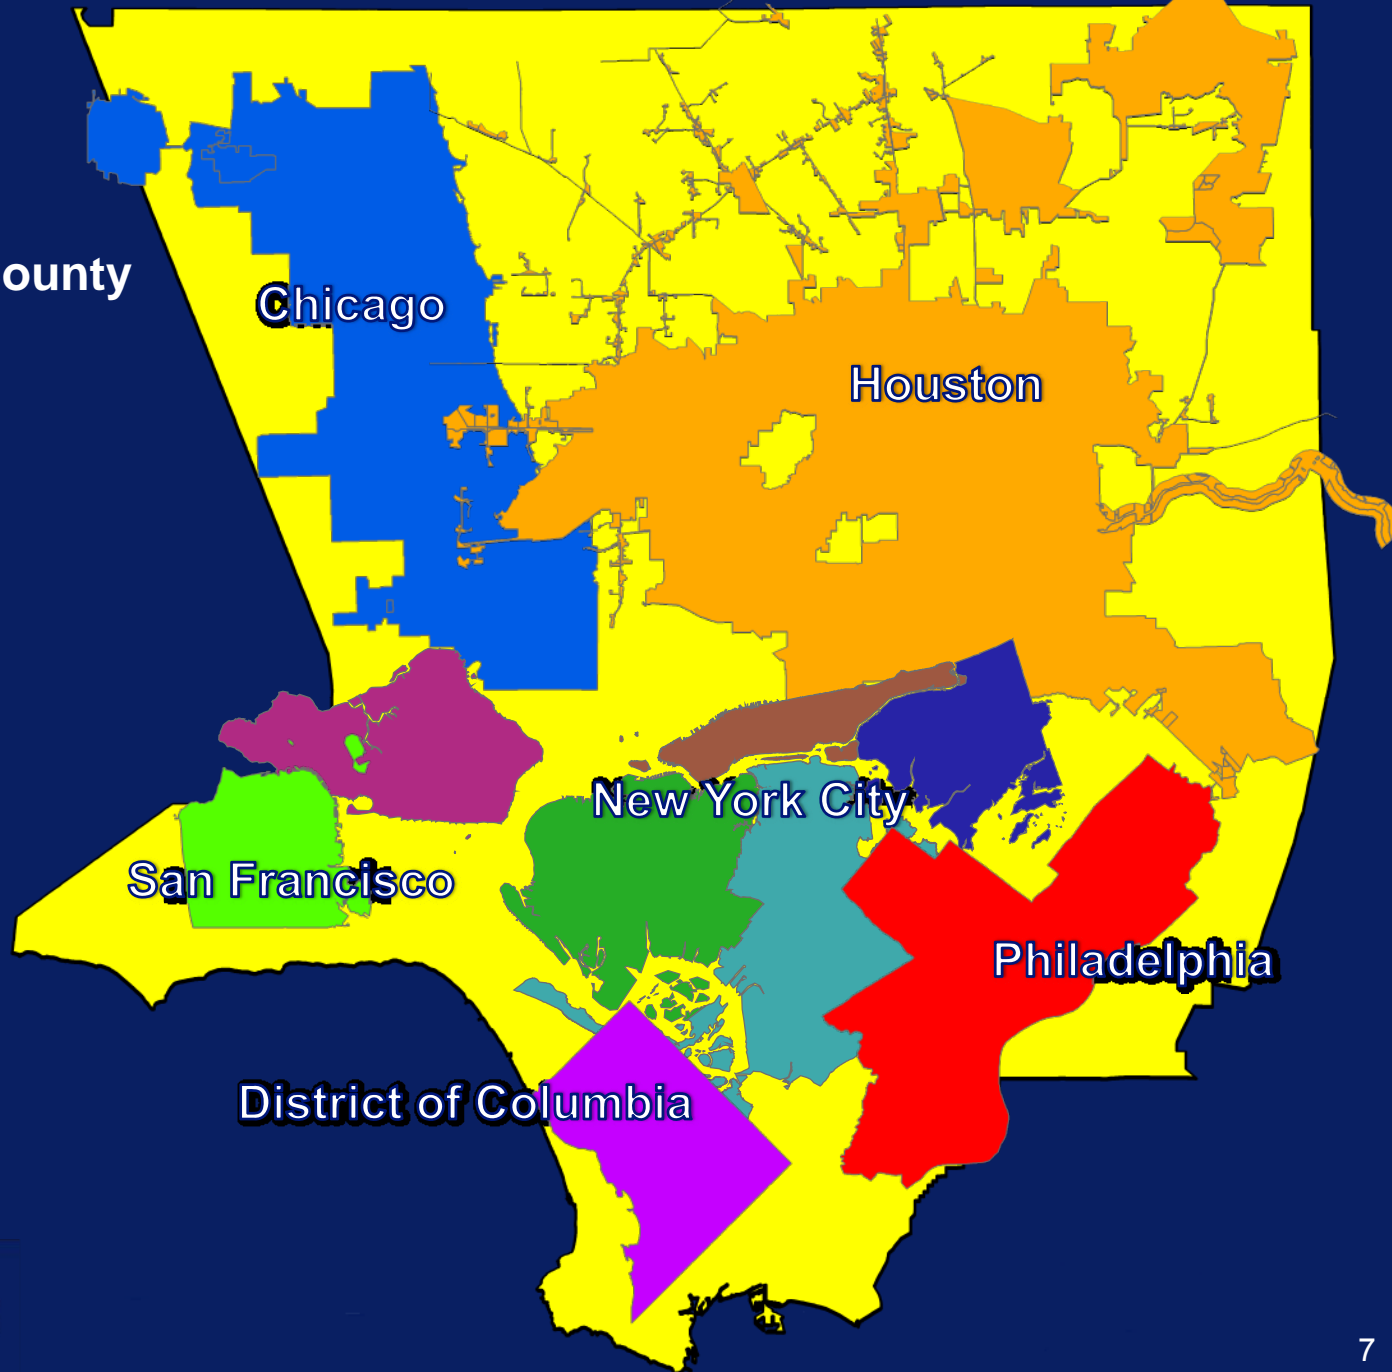 ounty
Chicago
Houston
New York City
San Francisco
Philadelphia
District of Columbia
7